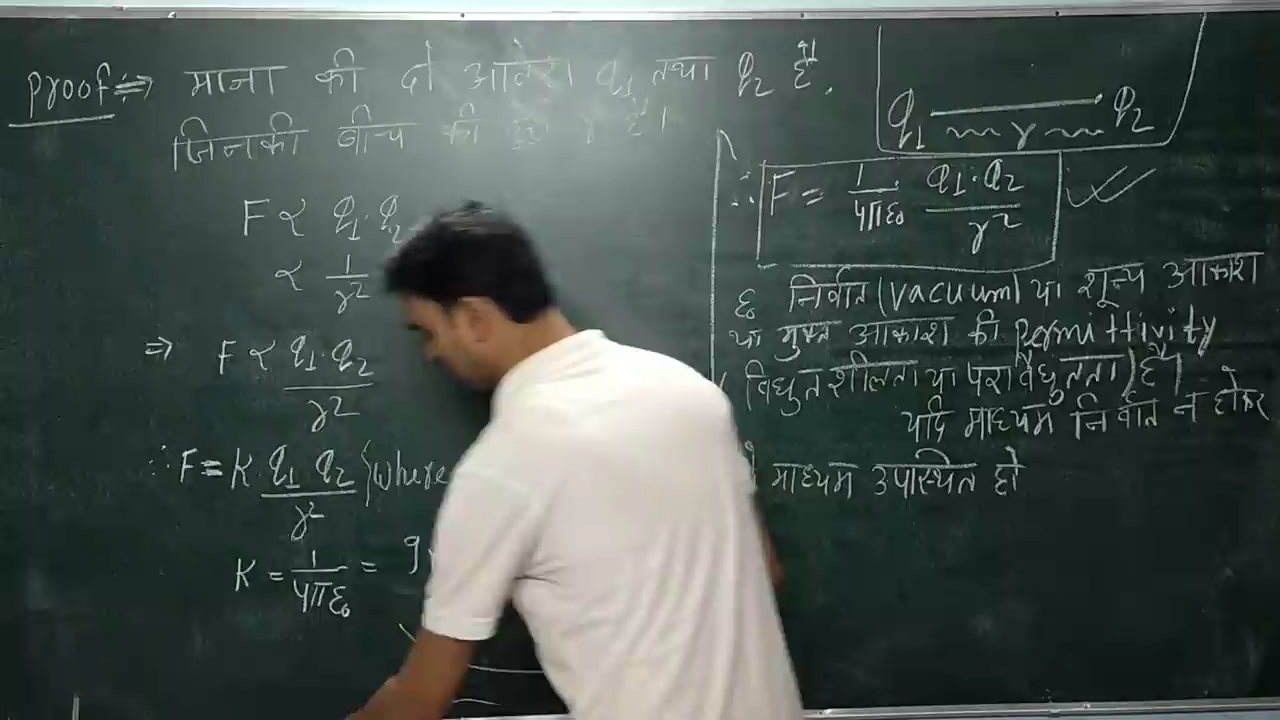 Proof ⇒ माना की दो आवेश q₁ तथा q₂ हैं.
जिनकी बीच की r है।
F ∝ q₁·q₂
∝ 1/r²
⇒ F ∝ q₁·q₂/r²
∴ F = K q₁ q₂/r² {where
K = 1/4πε₀ = 9
q₁ r q₂
∴ F = 1/4πε₀ q₁·q₂/r²
निर्वात (vacuum) या शून्य आकाश
या मुक्त आकाश की Permittivity
विधुतशीलता या परावैधुतता) है।
यदि माध्यम निर्वात न होकर
माध्यम उपस्थित हो